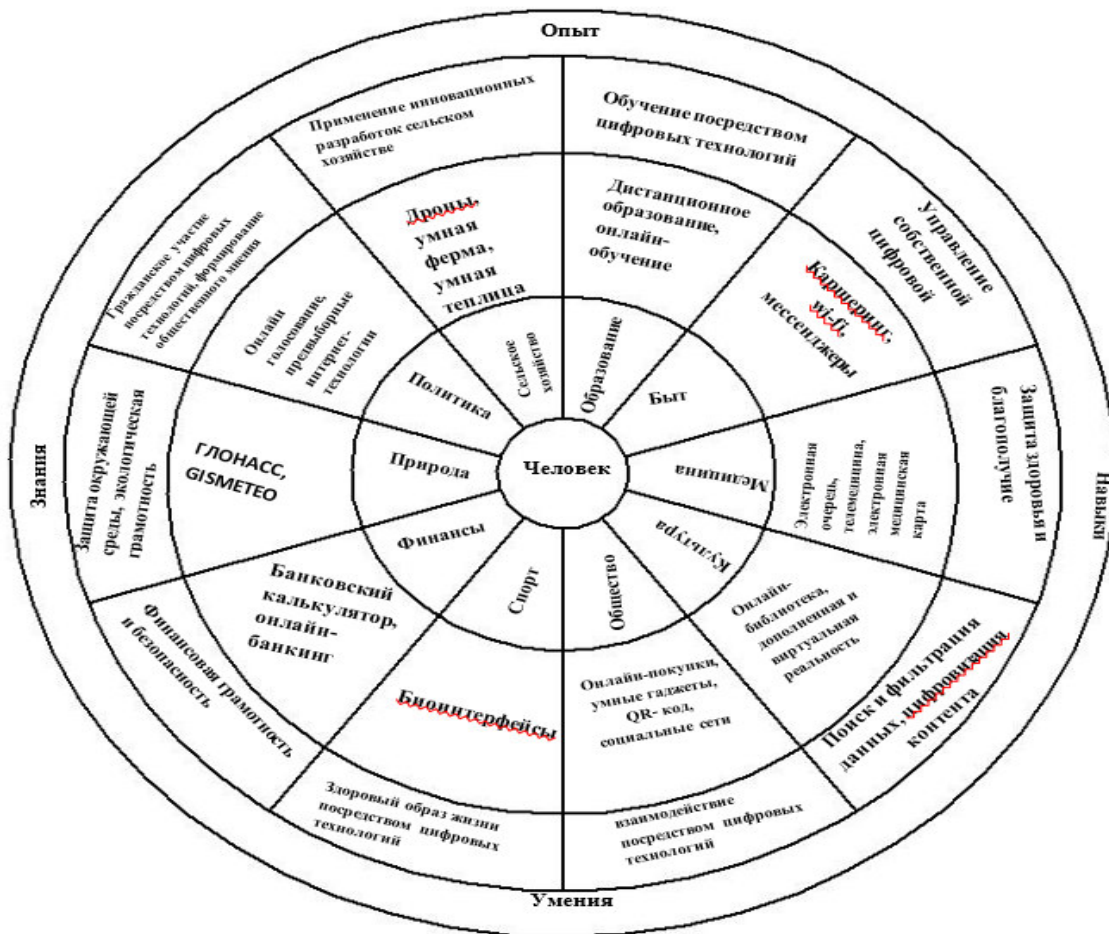 Опыт
Применение инновационных
разработок сельском
хозяйстве
Обучение посредством
цифровых технологий
Управление
собственной
цифровой
Защита здоровья и
благополучие
Навыки
Поиск и фильтрация
данных, цифровизация
контента
взаимодействие
посредством цифровых
технологий
Умения
Здоровый образ жизни
посредством цифровых
технологий
Финансовая грамотность
и безопасность
Знания
Защита окружающей
среды, экологическая
грамотность
Гражданское участие
посредством цифровых
технологий, формирование
общественного мнения
Дроны,
умная
ферма,
умная
теплица
Дистанционное
образование,
онлайн-
обучение
Каршеринг,
wi-fi,
мессенджеры
Электронная
очередь,
телемедицина,
электронная
медицинская
карта
Онлайн-
библиотека,
дополненная и
виртуальная
реальность
Онлайн-покупки,
умные гаджеты,
QR- код,
социальные сети
Биоинтерфейсы
Банковский
калькулятор,
онлайн-
банкинг
ГЛОНАСС,
GISMETEO
Онлайн
голосование,
предвыборные
интернет-
технологии
Сельское
хозяйство
Образование
Быт
Медицина
Культура
Общество
Спорт
Финансы
Природа
Политика
Человек